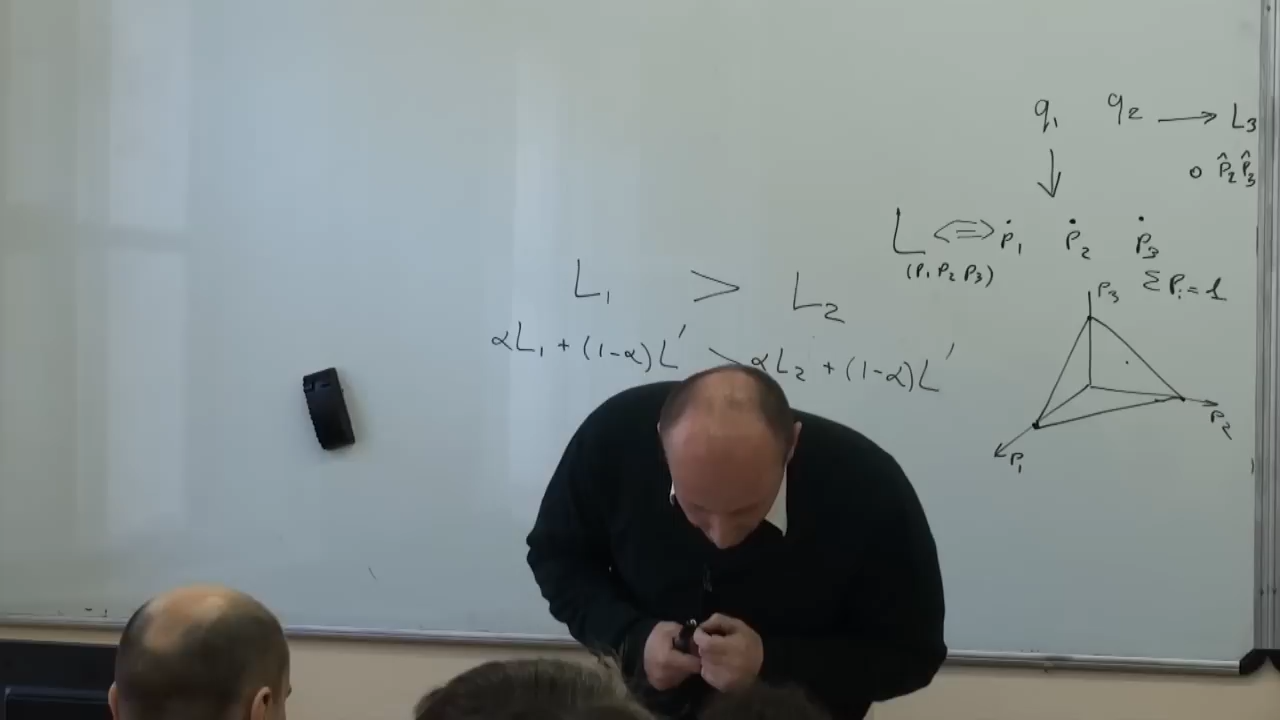 q₁ q₂ → L₃
↓
o p̂₂ p̂₃
L <=> ṗ₁ ṗ₂ ṗ₃
(p₁ p₂ p₃)
Σ pᵢ = 1
L₁ > L₂
αL₁ + (1-α)L' > αL₂ + (1-α)L'
p₃
p₂
p₁